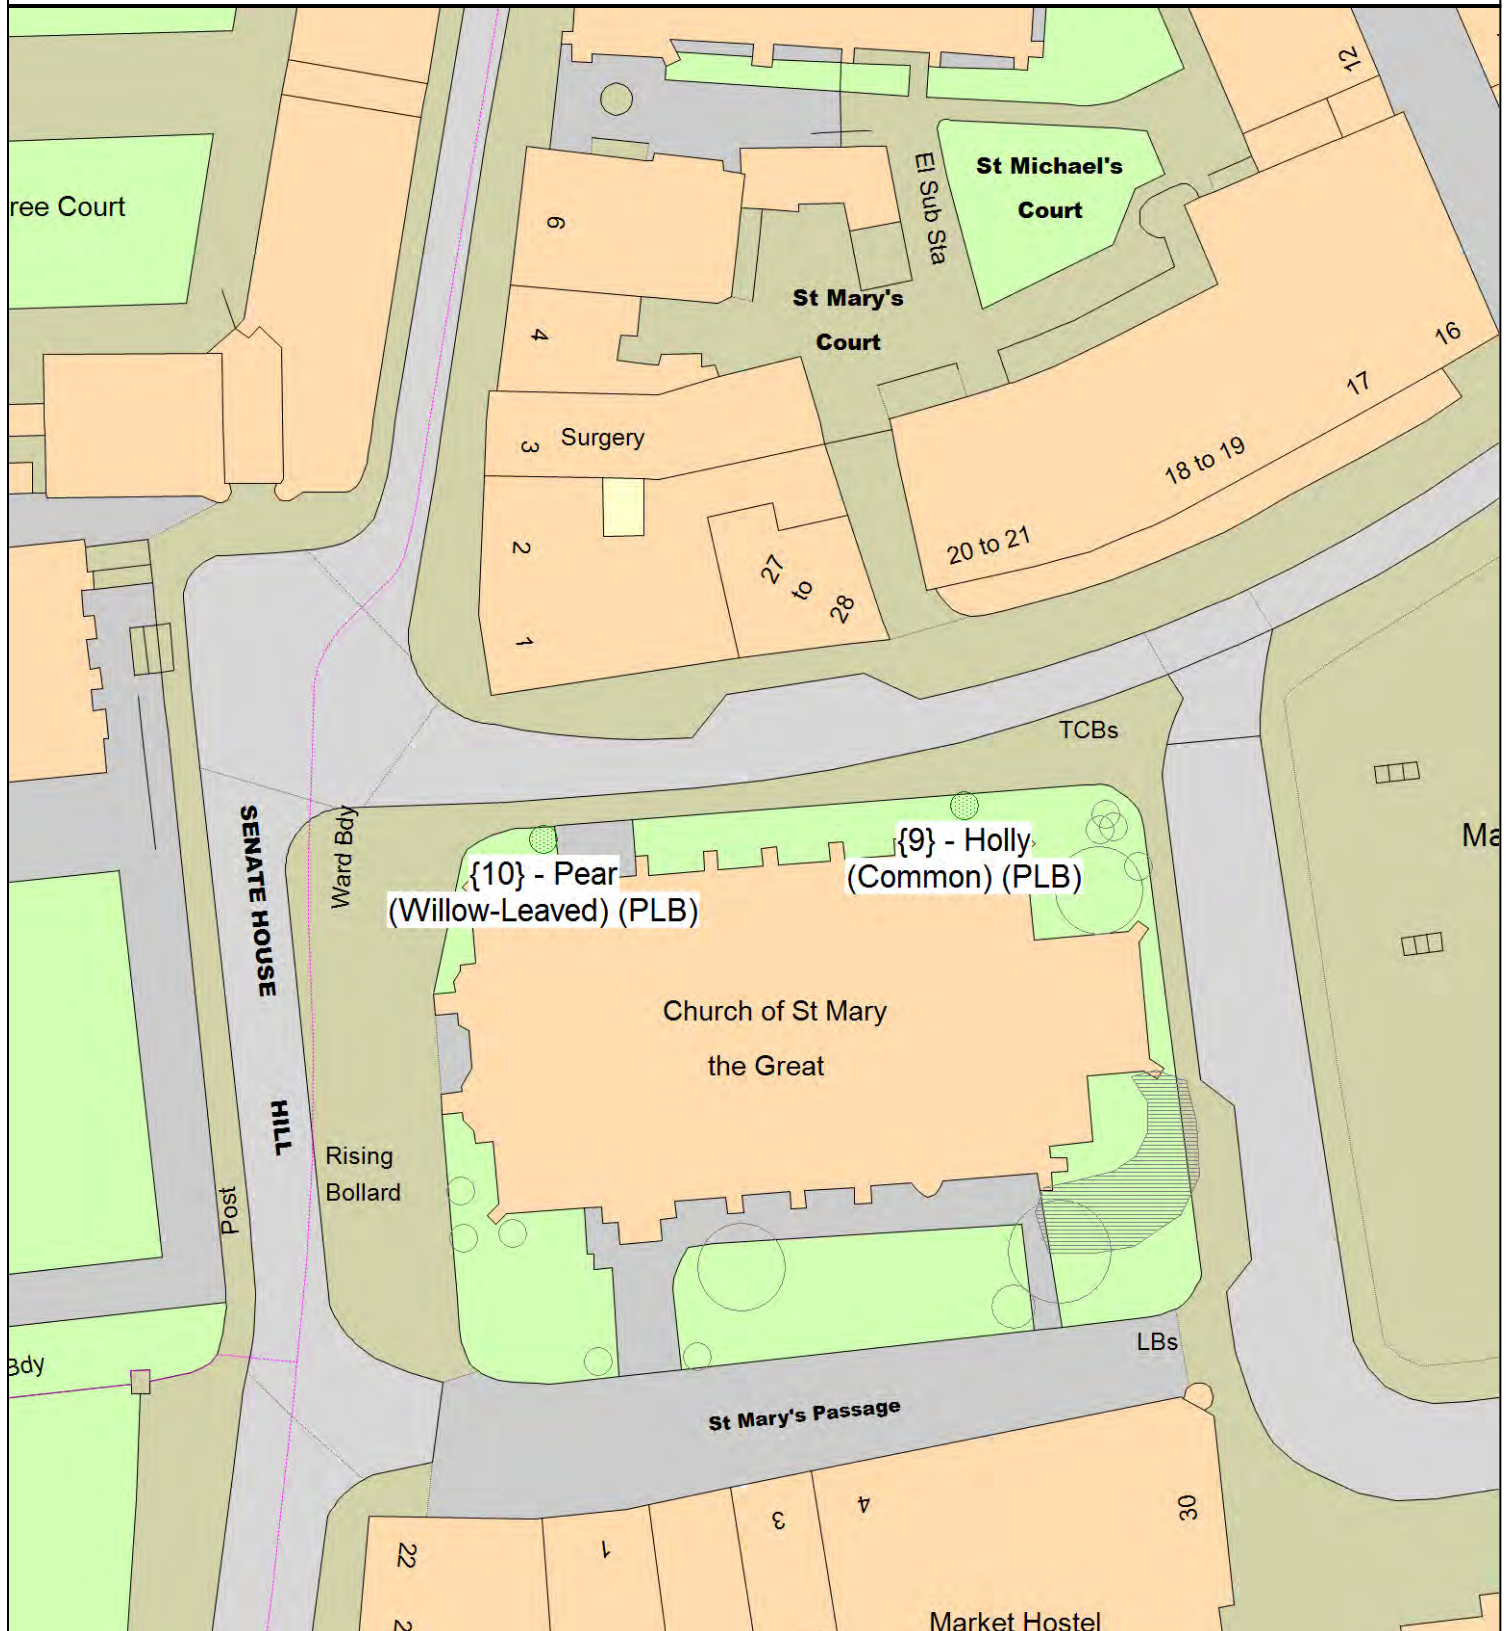 12
ree Court
El Sub Sta
St Michael's
Court
6
St Mary's
Court
4
16
17
3
Surgery
18 to 19
20 to 21
2
27
to
28
1
TCBs
SENATE HOUSE
HILL
Ward Bdy
{9} - Holly
(Common) (PLB)
Ma
{10} - Pear
(Willow-Leaved) (PLB)
Church of St Mary
the Great
Rising
Bollard
Post
LBs
Bdy
St Mary's Passage
22
1
3
4
30
2
Market Hostel